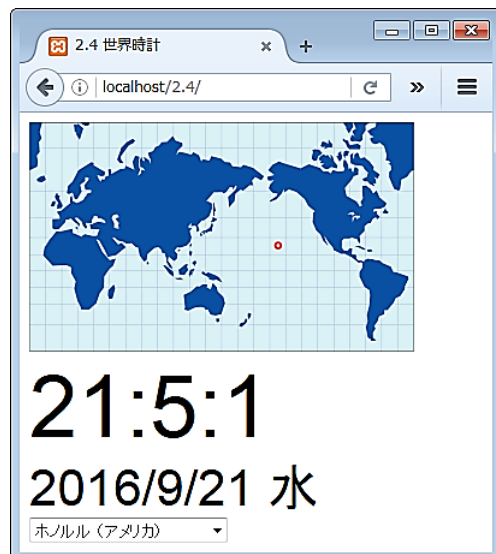 2.4 世界時計
localhost/2.4/
21:5:1
2016/9/21 水
ホノルル（アメリカ）